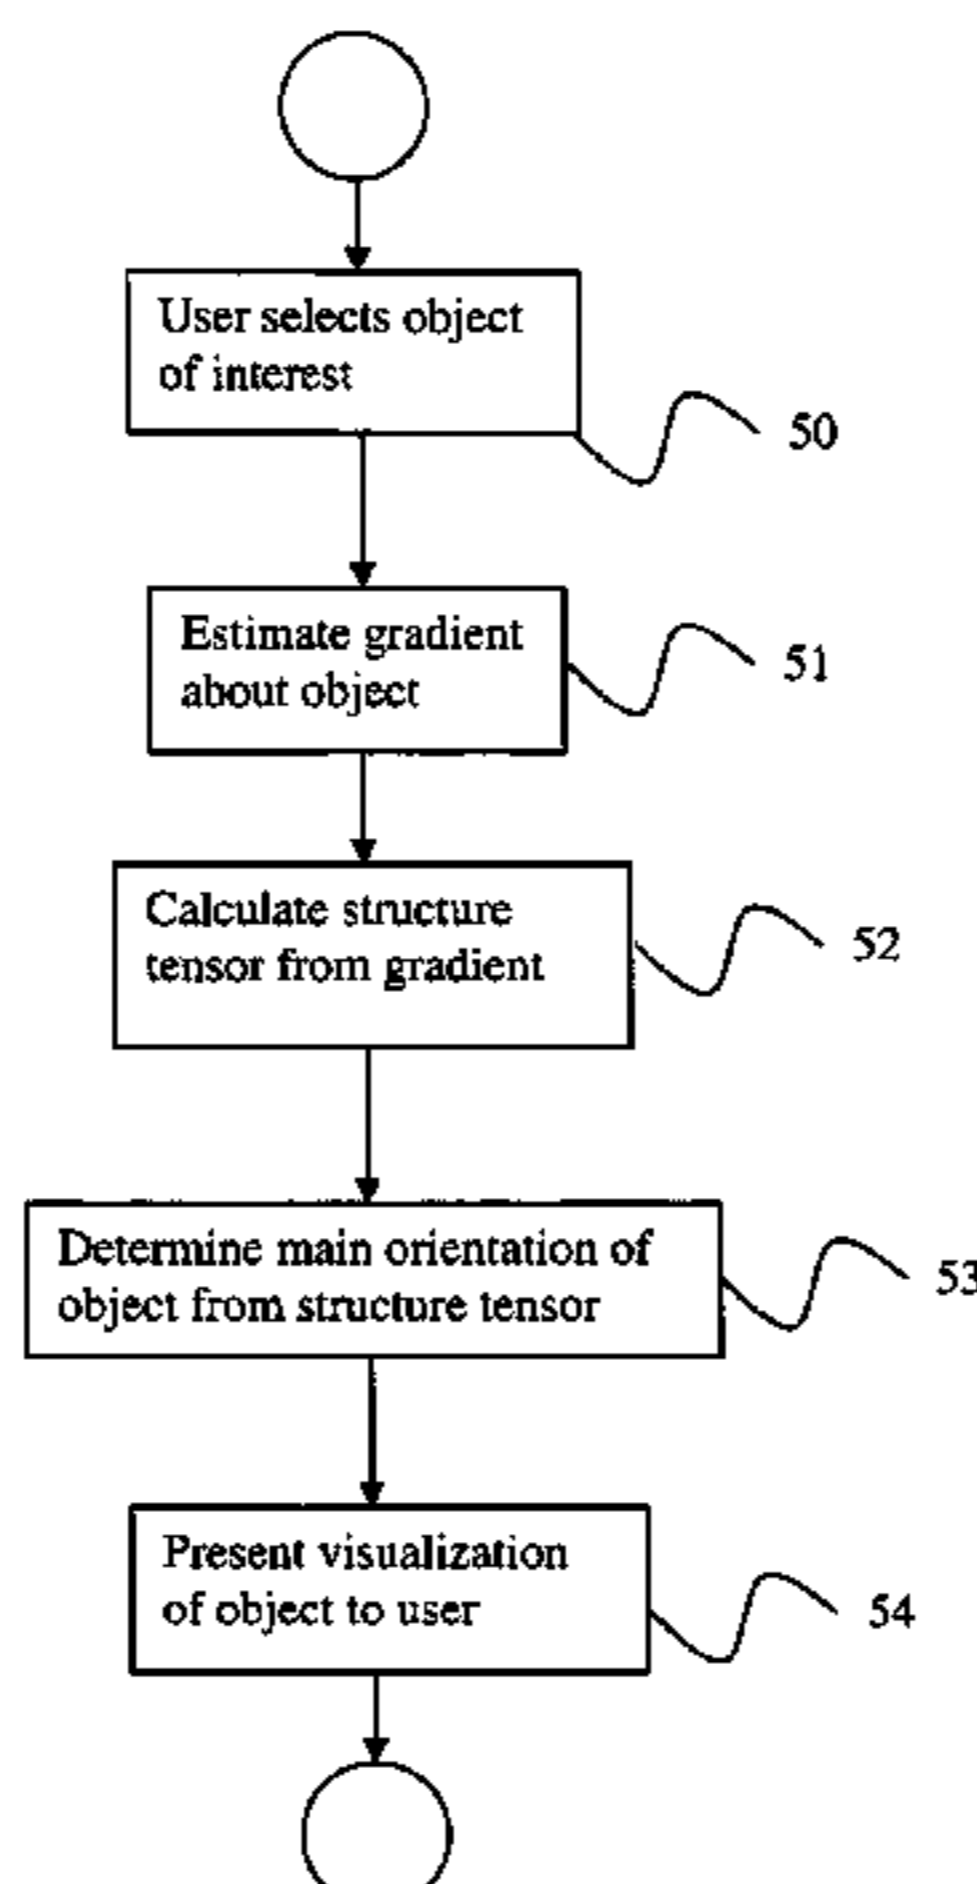 User selects object
of interest
50
Estimate gradient
about object
51
Calculate structure
tensor from gradient
52
Determine main orientation of
object from structure tensor
53
Present visualization
of object to user
54